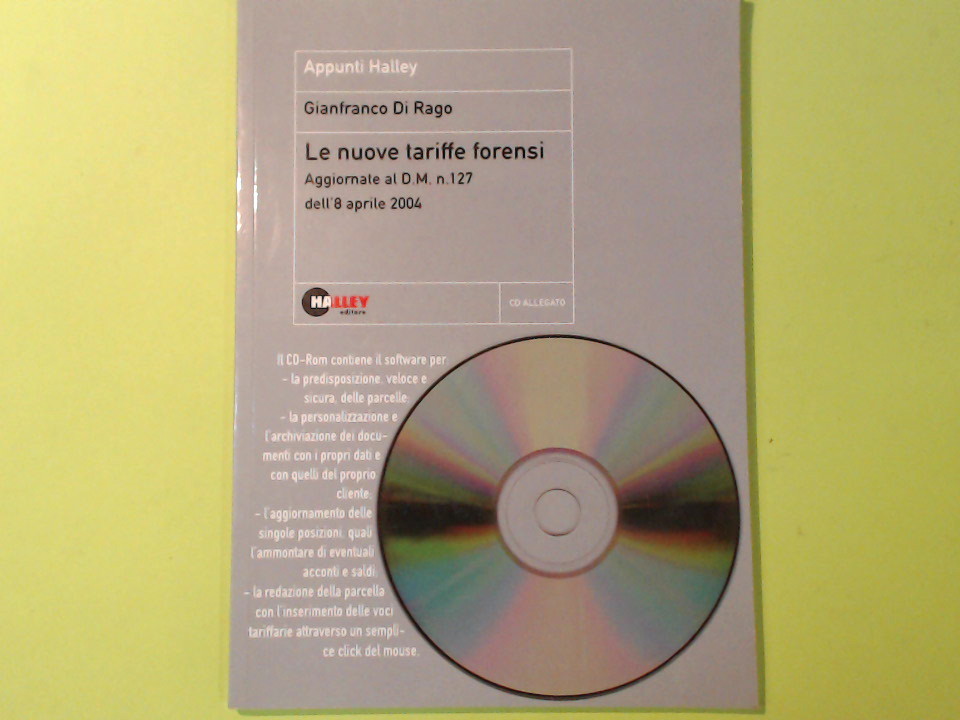 Appunti Halley
Gianfranco Di Rago
Le nuove tariffe forensi
Aggiornate al D.M. n.127
dell'8 aprile 2004
HALLEY
editore
CD ALLEGATO
Il CD-Rom contiene il software per:
- la predisposizione, veloce e
sicura, delle parcelle;
- la personalizzazione e
l'archiviazione dei docu-
menti con i propri dati e
con quelli del proprio
cliente;
- l'aggiornamento delle
singole posizioni, quali
l'ammontare di eventuali
acconti e saldi;
- la redazione della parcella
con l'inserimento delle voci
tariffarie attraverso un sempli-
ce click del mouse.